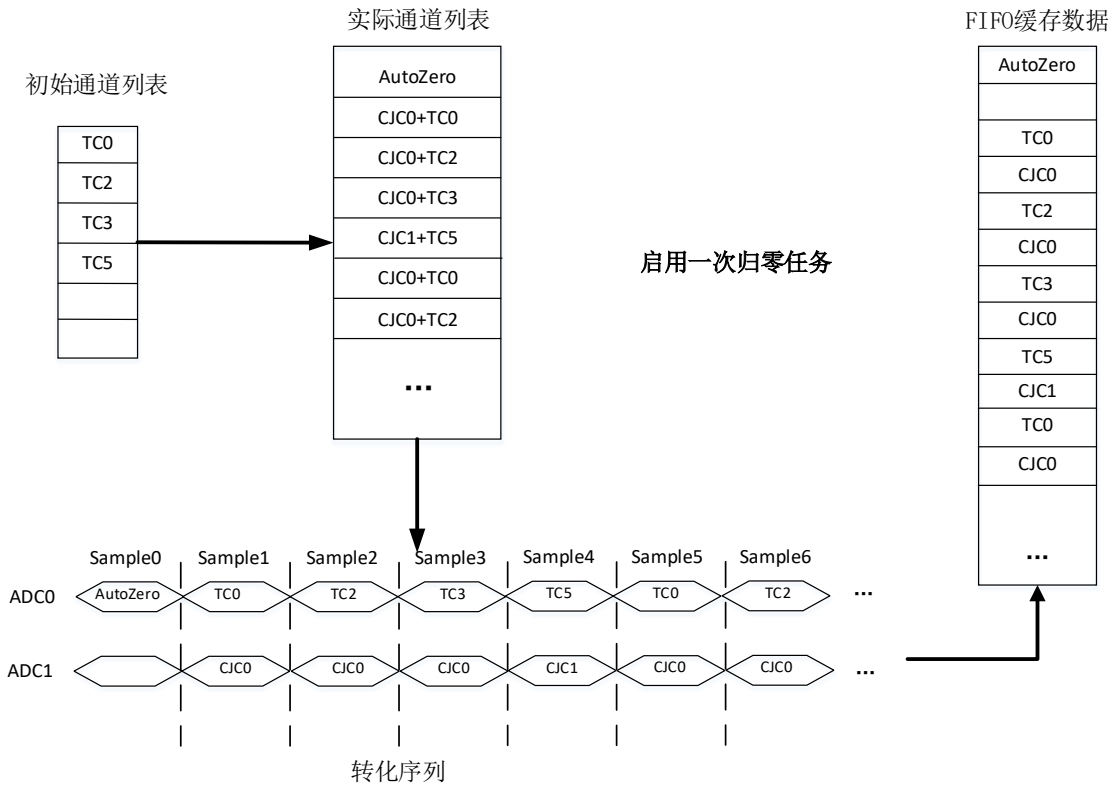 初始通道列表
TC0
TC2
TC3
TC5
实际通道列表
AutoZero
CJC0+TC0
CJC0+TC2
CJC0+TC3
CJC1+TC5
CJC0+TC0
CJC0+TC2
...
启用一次归零任务
FIFO缓存数据
AutoZero
TC0
CJC0
TC2
CJC0
TC3
CJC0
TC5
CJC1
TC0
CJC0
...
Sample0 Sample1 Sample2 Sample3 Sample4 Sample5 Sample6
ADC0 AutoZero TC0 TC2 TC3 TC5 TC0 TC2 ...
ADC1 CJC0 CJC0 CJC0 CJC1 CJC0 CJC0 ...
转化序列